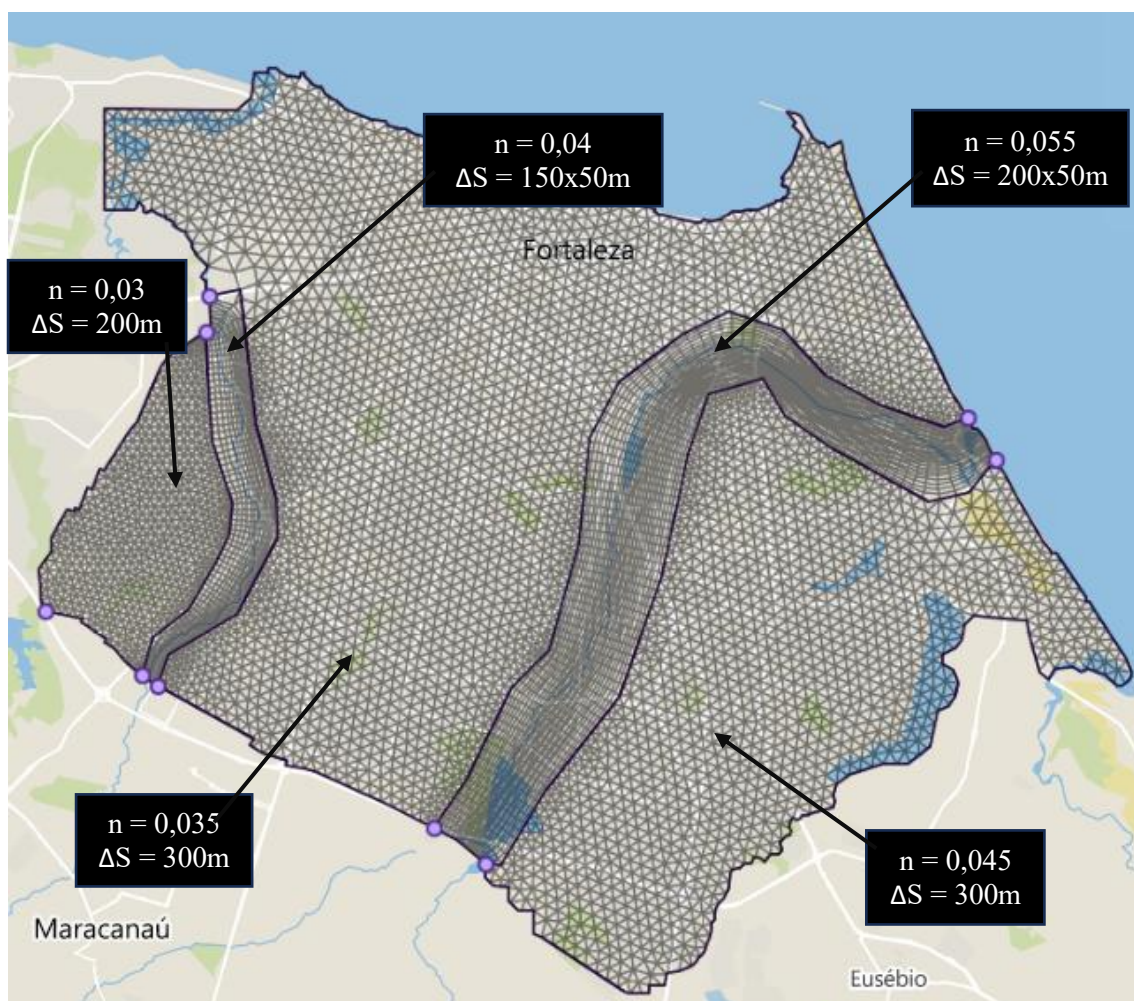 n = 0,04
ΔS = 150x50m
n = 0,055
ΔS = 200x50m
Fortaleza
n = 0,03
ΔS = 200m
n = 0,035
ΔS = 300m
n = 0,045
ΔS = 300m
Maracanaú
Eusébio